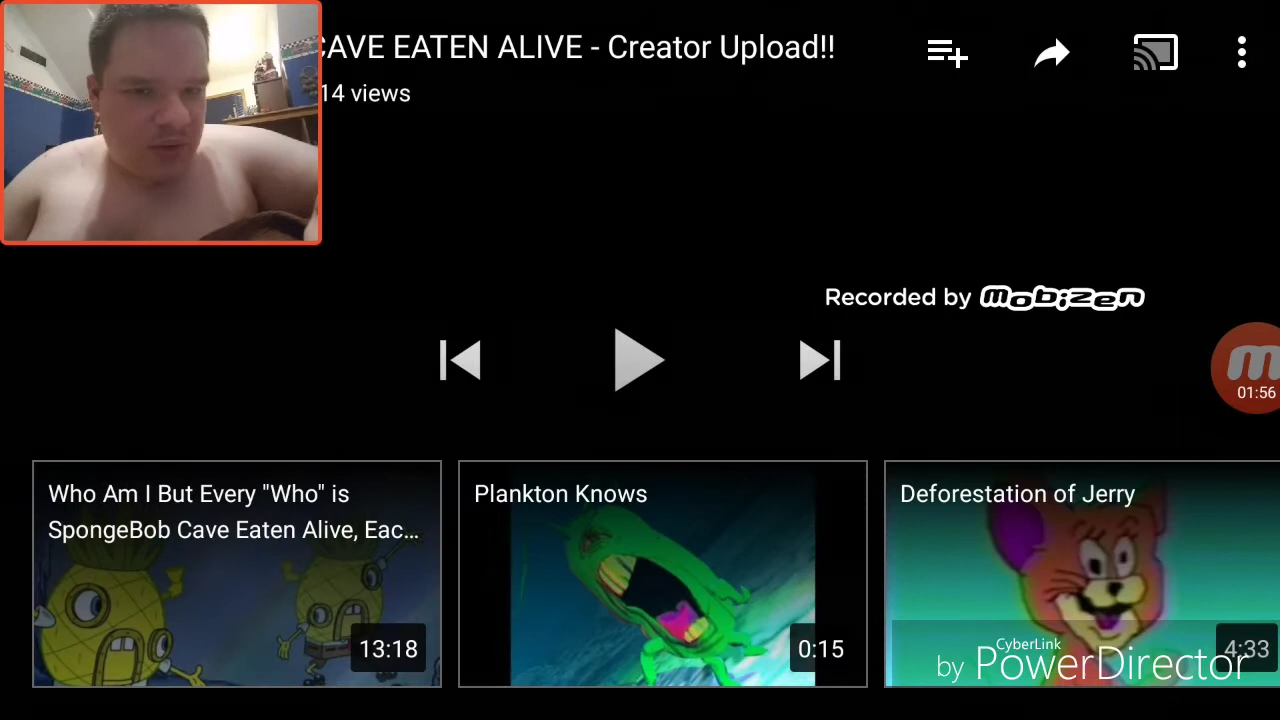 CAVE EATEN ALIVE - Creator Upload!!
14 views
Recorded by mobizen
01:56
Who Am I But Every "Who" is
SpongeBob Cave Eaten Alive, Eac...
13:18
Plankton Knows
0:15
Deforestation of Jerry
4:33
CyberLink
by PowerDirector